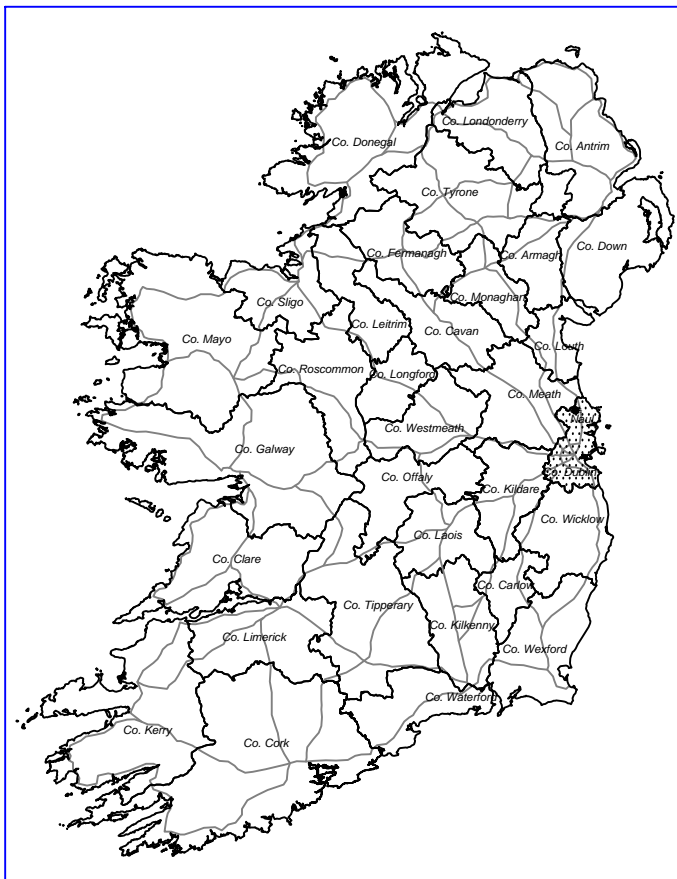 Co. Londonderry
Co. Donegal
Co. Antrim
Co. Tyrone
Co. Down
Co. Fermanagh
Co. Armagh
Co. Monaghan
Co. Sligo
Co. Leitrim
Co. Cavan
Co. Mayo
Co. Louth
Co. Roscommon
Co. Longford
Co. Meath
Naul
Co. Westmeath
Co. Galway
Co. Dublin
Co. Offaly
Co. Kildare
Co. Wicklow
Co. Laois
Co. Clare
Co. Carlow
Co. Tipperary
Co. Kilkenny
Co. Limerick
Co. Wexford
Co. Waterford
Co. Kerry
Co. Cork